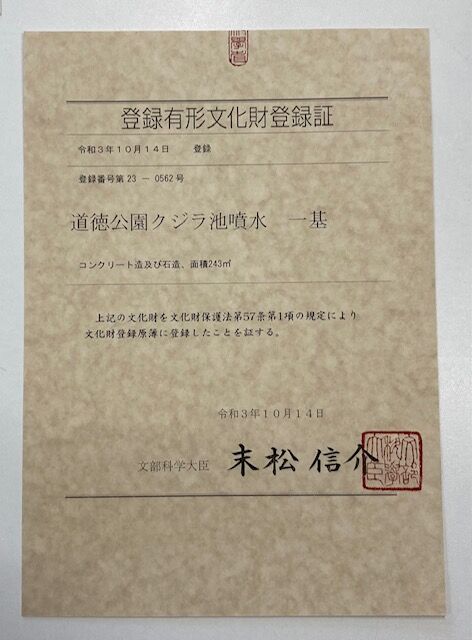 登録有形文化財登録証
令和3年10月14日　登録
登録番号第23－0562号
道徳公園クジラ池噴水　一基
コンクリート造及び石造、面積243㎡
上記の文化財を文化財保護法第57条第1項の規定により
文化財登録原簿に登録したことを証する。
令和3年10月14日
文部科学大臣　末松信介